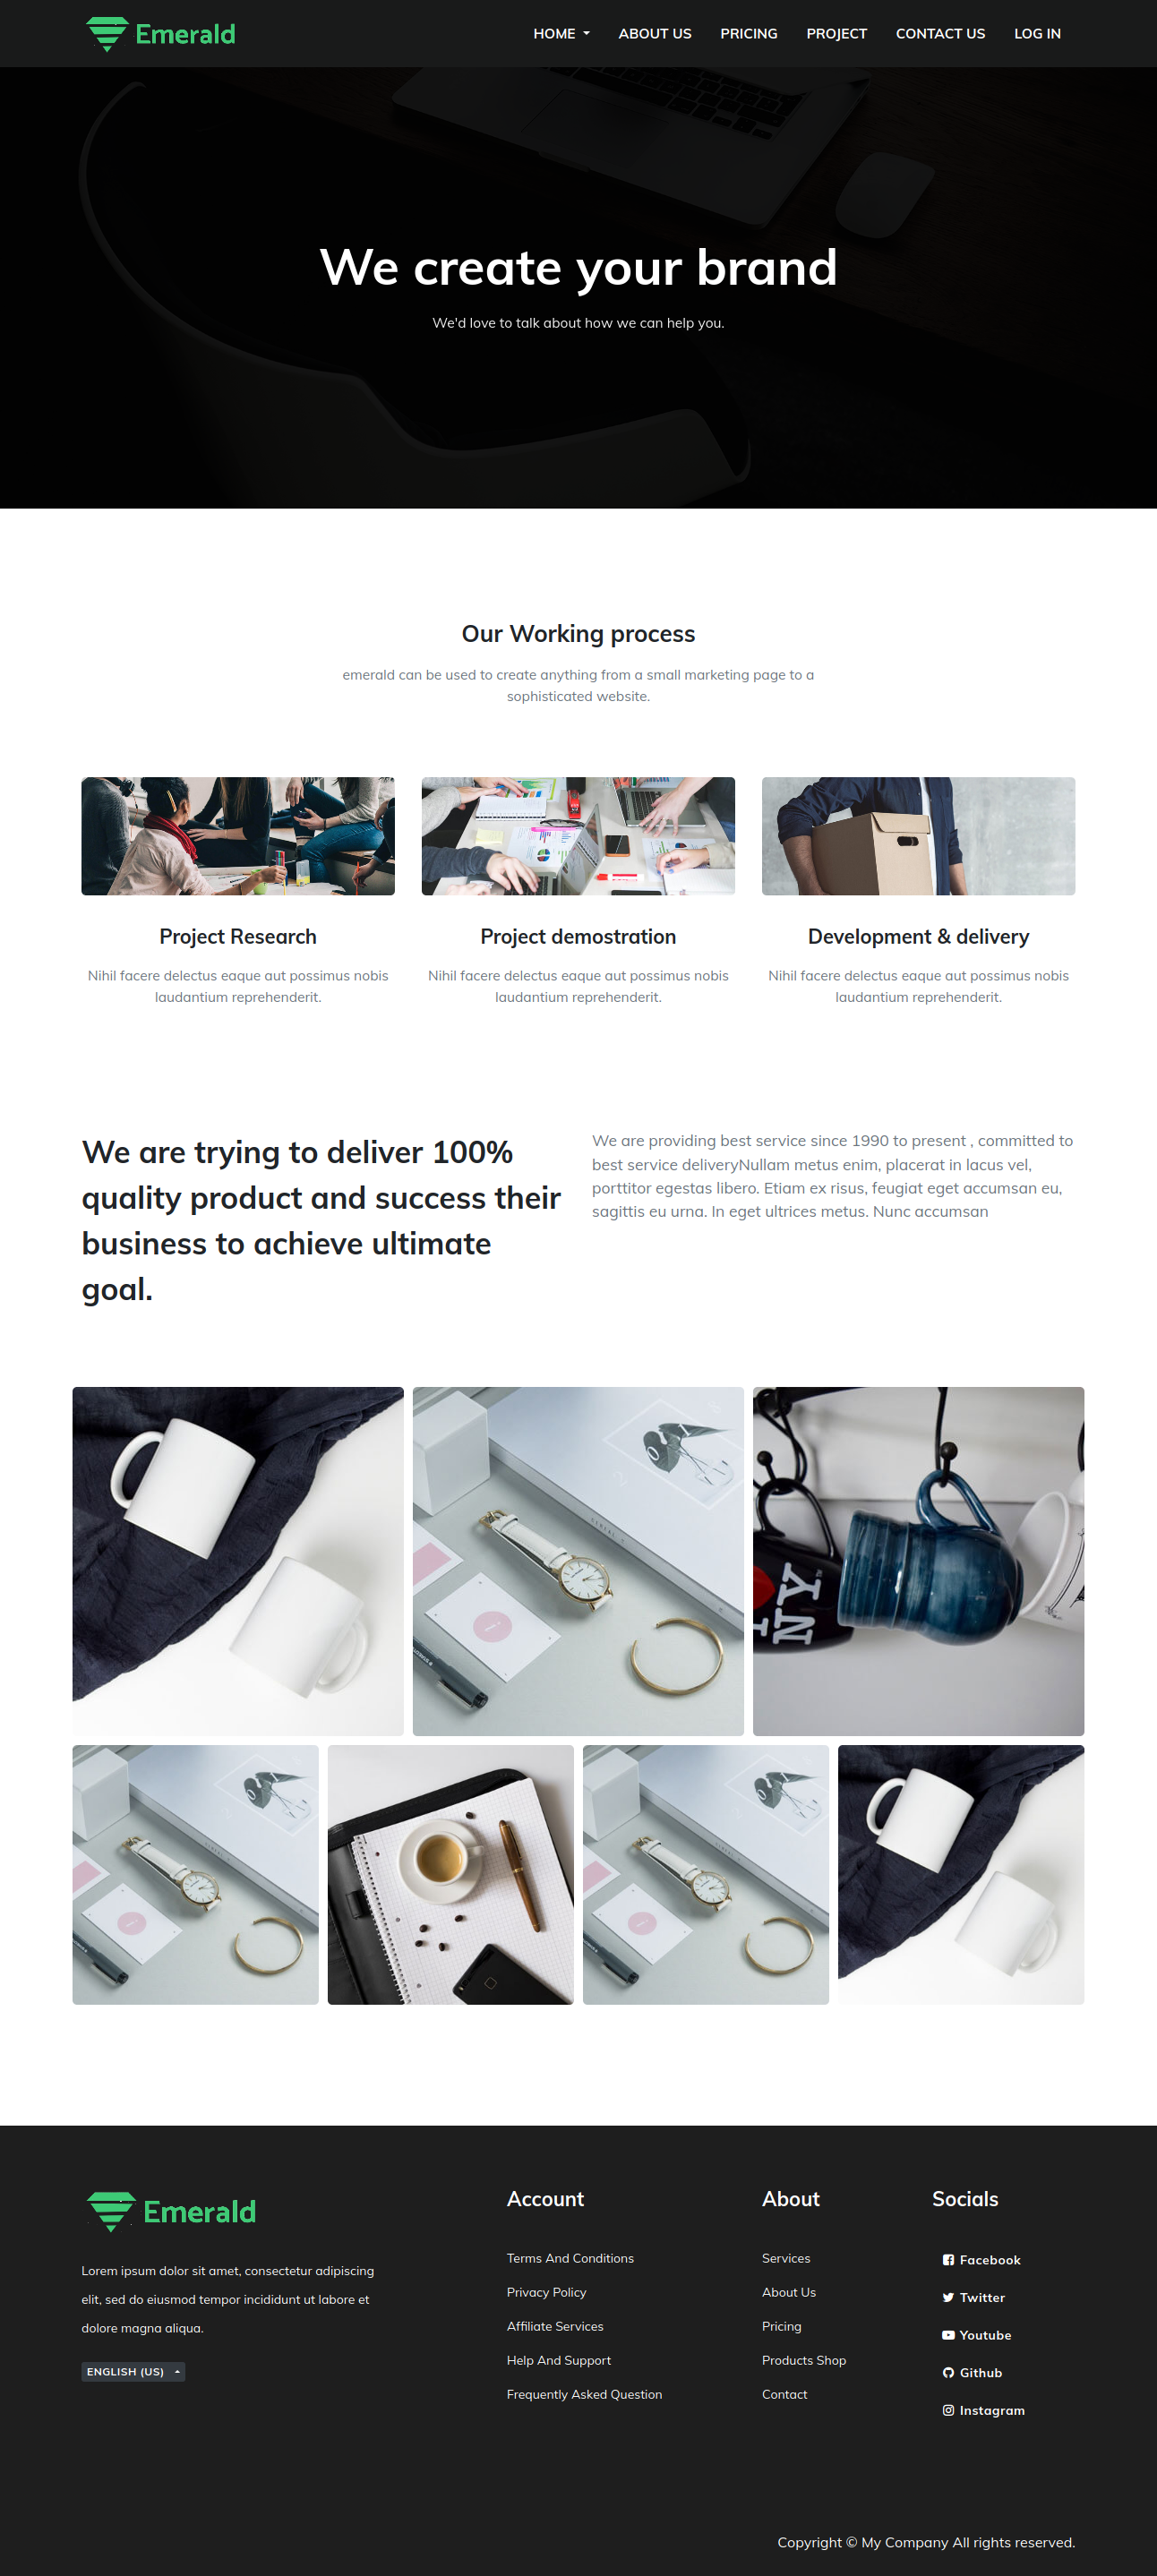 Emerald
HOME
ABOUT US
PRICING
PROJECT
CONTACT US
LOG IN
We create your brand
We'd love to talk about how we can help you.
Our Working process
emerald can be used to create anything from a small marketing page to a
sophisticated website.
Project Research
Nihil facere delectus eaque aut possimus nobis
laudantium reprehenderit.
Project demostration
Nihil facere delectus eaque aut possimus nobis
laudantium reprehenderit.
Development & delivery
Nihil facere delectus eaque aut possimus nobis
laudantium reprehenderit.
We are trying to deliver 100%
quality product and success their
business to achieve ultimate
goal.
We are providing best service since 1990 to present , committed to
best service deliveryNullam metus enim, placerat in lacus vel,
porttitor egestas libero. Etiam ex risus, feugiat eget accumsan eu,
sagittis eu urna. In eget ultrices metus. Nunc accumsan
NY
Emerald
Lorem ipsum dolor sit amet, consectetur adipiscing
elit, sed do eiusmod tempor incididunt ut labore et
dolore magna aliqua.
ENGLISH (US)
Account
Terms And Conditions
Privacy Policy
Affiliate Services
Help And Support
Frequently Asked Question
About
Services
About Us
Pricing
Products Shop
Contact
Socials
Facebook
Twitter
Youtube
Github
Instagram
Copyright © My Company All rights reserved.